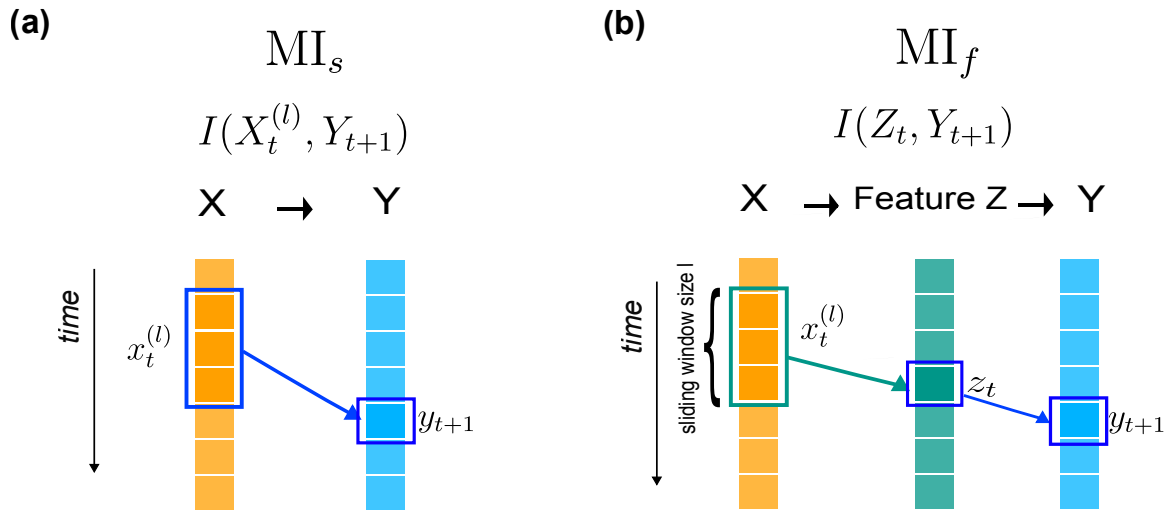 (a)
MI_s
I(X_t^{(l)}, Y_{t+1})
X → Y
time
x_t^{(l)}
y_{t+1}
(b)
MI_f
I(Z_t, Y_{t+1})
X → Feature Z → Y
time
sliding window size l
x_t^{(l)}
z_t
y_{t+1}